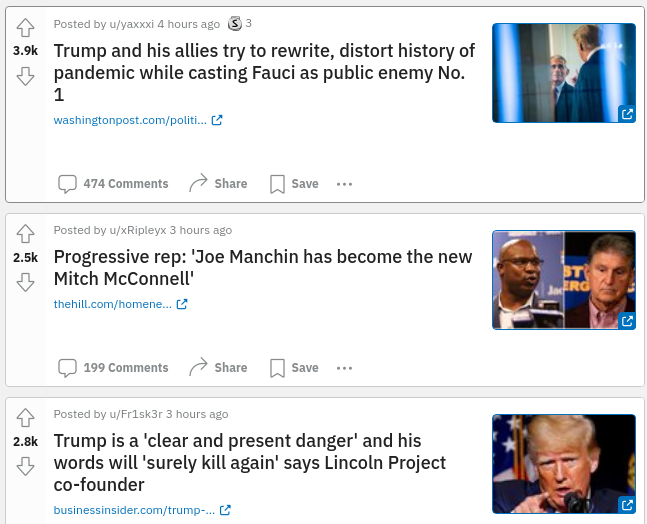 Posted by u/yaxxxi 4 hours ago 3
3.9k
Trump and his allies try to rewrite, distort history of
pandemic while casting Fauci as public enemy No.
1
washingtonpost.com/politi...
474 Comments Share Save ...
Posted by u/xRipleyx 3 hours ago
2.5k
Progressive rep: 'Joe Manchin has become the new
Mitch McConnell'
thehill.com/homene...
199 Comments Share Save ...
Posted by u/Fr1sk3r 3 hours ago
2.8k
Trump is a 'clear and present danger' and his
words will 'surely kill again' says Lincoln Project
co-founder
businessinsider.com/trump-...